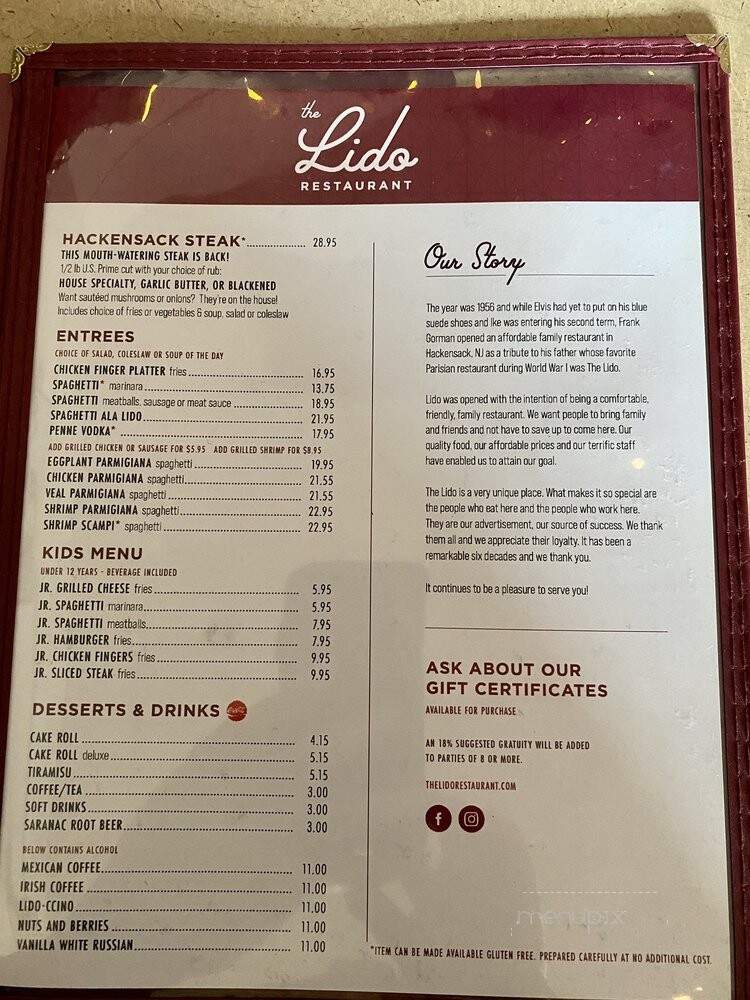 the
Lido
RESTAURANT
HACKENSACK STEAK* 28.95
THIS MOUTH-WATERING STEAK IS BACK!
1/2 lb U.S. Prime cut with your choice of rub:
HOUSE SPECIALTY, GARLIC BUTTER, OR BLACKENED
Want sautéed mushrooms or onions? They're on the house!
Includes choice of fries or vegetables & soup, salad or coleslaw
ENTREES
CHOICE OF SALAD, COLESLAW OR SOUP OF THE DAY
CHICKEN FINGER PLATTER fries 16.95
SPAGHETTI* marinara 13.75
SPAGHETTI meatballs, sausage or meat sauce 18.95
SPAGHETTI ALA LIDO 21.95
PENNE VODKA* 17.95
ADD GRILLED CHICKEN OR SAUSAGE FOR $5.95 ADD GRILLED SHRIMP FOR $8.95
EGGPLANT PARMIGIANA spaghetti 19.95
CHICKEN PARMIGIANA spaghetti 21.55
VEAL PARMIGIANA spaghetti 21.55
SHRIMP PARMIGIANA spaghetti 22.95
SHRIMP SCAMPI* spaghetti 22.95
KIDS MENU
UNDER 12 YEARS - BEVERAGE INCLUDED
JR. GRILLED CHEESE fries 5.95
JR. SPAGHETTI marinara 5.95
JR. SPAGHETTI meatballs 7.95
JR. HAMBURGER fries 7.95
JR. CHICKEN FINGERS fries 9.95
JR. SLICED STEAK fries 9.95
DESSERTS & DRINKS Coca-Cola
CAKE ROLL 4.15
CAKE ROLL deluxe 5.15
TIRAMISU 5.15
COFFEE/TEA 3.00
SOFT DRINKS 3.00
SARANAC ROOT BEER 3.00
BELOW CONTAINS ALCOHOL
MEXICAN COFFEE 11.00
IRISH COFFEE 11.00
LIDO-CCINO 11.00
NUTS AND BERRIES 11.00
VANILLA WHITE RUSSIAN 11.00
Our Story
The year was 1956 and while Elvis had yet to put on his blue
suede shoes and Ike was entering his second term, Frank
Gorman opened an affordable family restaurant in
Hackensack, NJ as a tribute to his father whose favorite
Parisian restaurant during World War I was The Lido.
Lido was opened with the intention of being a comfortable,
friendly, family restaurant. We want people to bring family
and friends and not have to save up to come here. Our
quality food, our affordable prices and our terrific staff
have enabled us to attain our goal.
The Lido is a very unique place. What makes it so special are
the people who eat here and the people who work here.
They are our advertisement, our source of success. We thank
them all and we appreciate their loyalty. It has been a
remarkable six decades and we thank you.
It continues to be a pleasure to serve you!
ASK ABOUT OUR
GIFT CERTIFICATES
AVAILABLE FOR PURCHASE
AN 18% SUGGESTED GRATUITY WILL BE ADDED
TO PARTIES OF 8 OR MORE.
THELIDORESTAURANT.COM
menupix
*ITEM CAN BE MADE AVAILABLE GLUTEN FREE. PREPARED CAREFULLY AT NO ADDITIONAL COST.